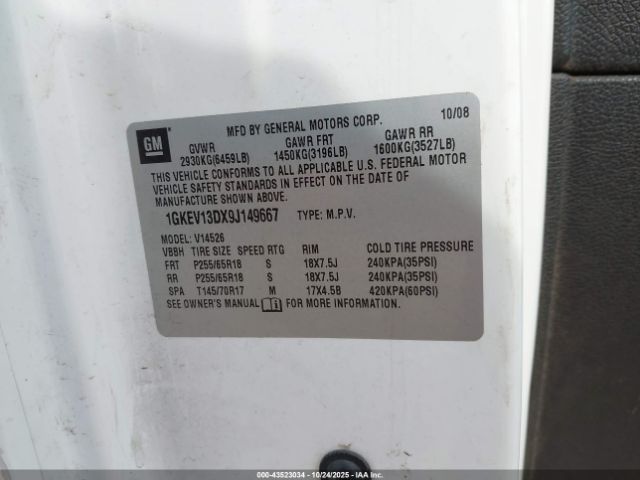 MFD BY GENERAL MOTORS CORP. 10/08
GM
GVWR GAWR FRT GAWR RR
2930KG(6459LB) 1450KG(3196LB) 1600KG(3527LB)
THIS VEHICLE CONFORMS TO ALL APPLICABLE U.S. FEDERAL MOTOR
VEHICLE SAFETY STANDARDS IN EFFECT ON THE DATE OF
MANUFACTURE SHOWN ABOVE.
1GKEV13DX9J149667 TYPE: M.P.V.
MODEL: V14526
VBBH TIRE SIZE SPEED RTG RIM COLD TIRE PRESSURE
FRT P255/65R18 S 18X7.5J 240KPA(35PSI)
RR P255/65R18 S 18X7.5J 240KPA(35PSI)
SPA T145/70R17 M 17X4.5B 420KPA(60PSI)
SEE OWNER'S MANUAL FOR MORE INFORMATION.
000-43523034 - 10/24/2025 - IAA Holdings, LLC.